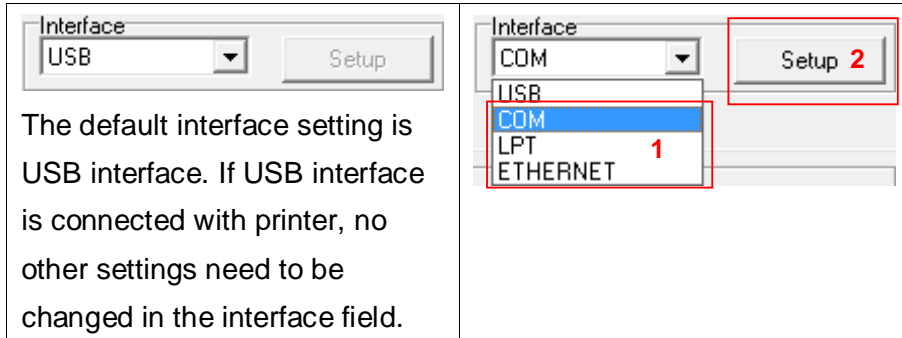 Interface
USB
Setup
The default interface setting is
USB interface. If USB interface
is connected with printer, no
other settings need to be
changed in the interface field.
Interface
COM
Setup 2
USB
COM
LPT 1
ETHERNET